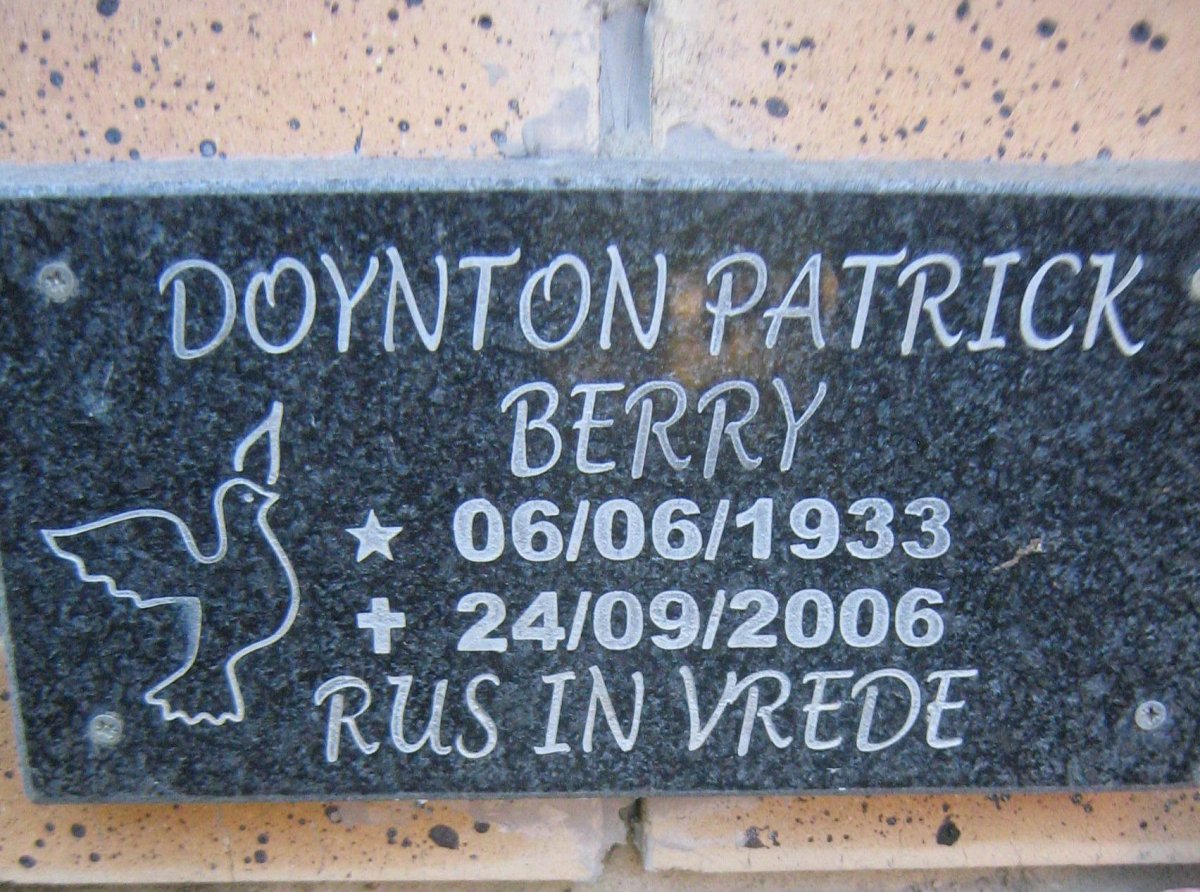 DOYNTON PATRICK
BERRY
★ 06/06/1933
✝ 24/09/2006
RUS IN VREDE